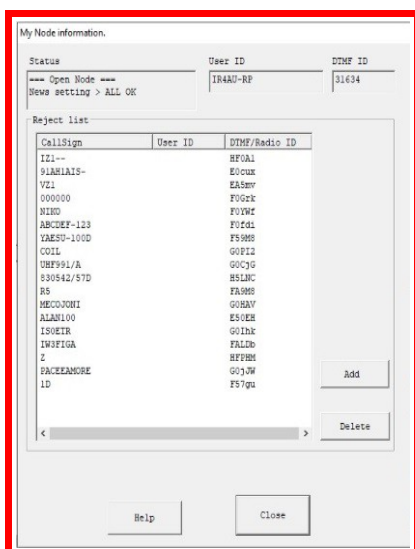 My Node information.
Status User ID DTMF ID
=== Open Node === IR4AU-RP 31634
News setting > ALL OK
Reject list
CallSign User ID DTMF/Radio ID
IZ1-- HF0A1
91AH1AIS- E0cux
VZ1 EA5mv
000000 F0Grk
NIKO F0YWf
ABCDEF-123 F0fdi
YAESU-100D F59M8
COIL G0PI2
UHF991/A G0CjG
830542/57D H5LNC
R5 FA9M8
MECOJONI G0HAV
ALAN100 E50EH
IS0ETR G0Ihk
IW3FIGA FALDb
Z HFPHM
PACEEAMORE G0jJW
1D F57gu
Add
Delete
Help Close